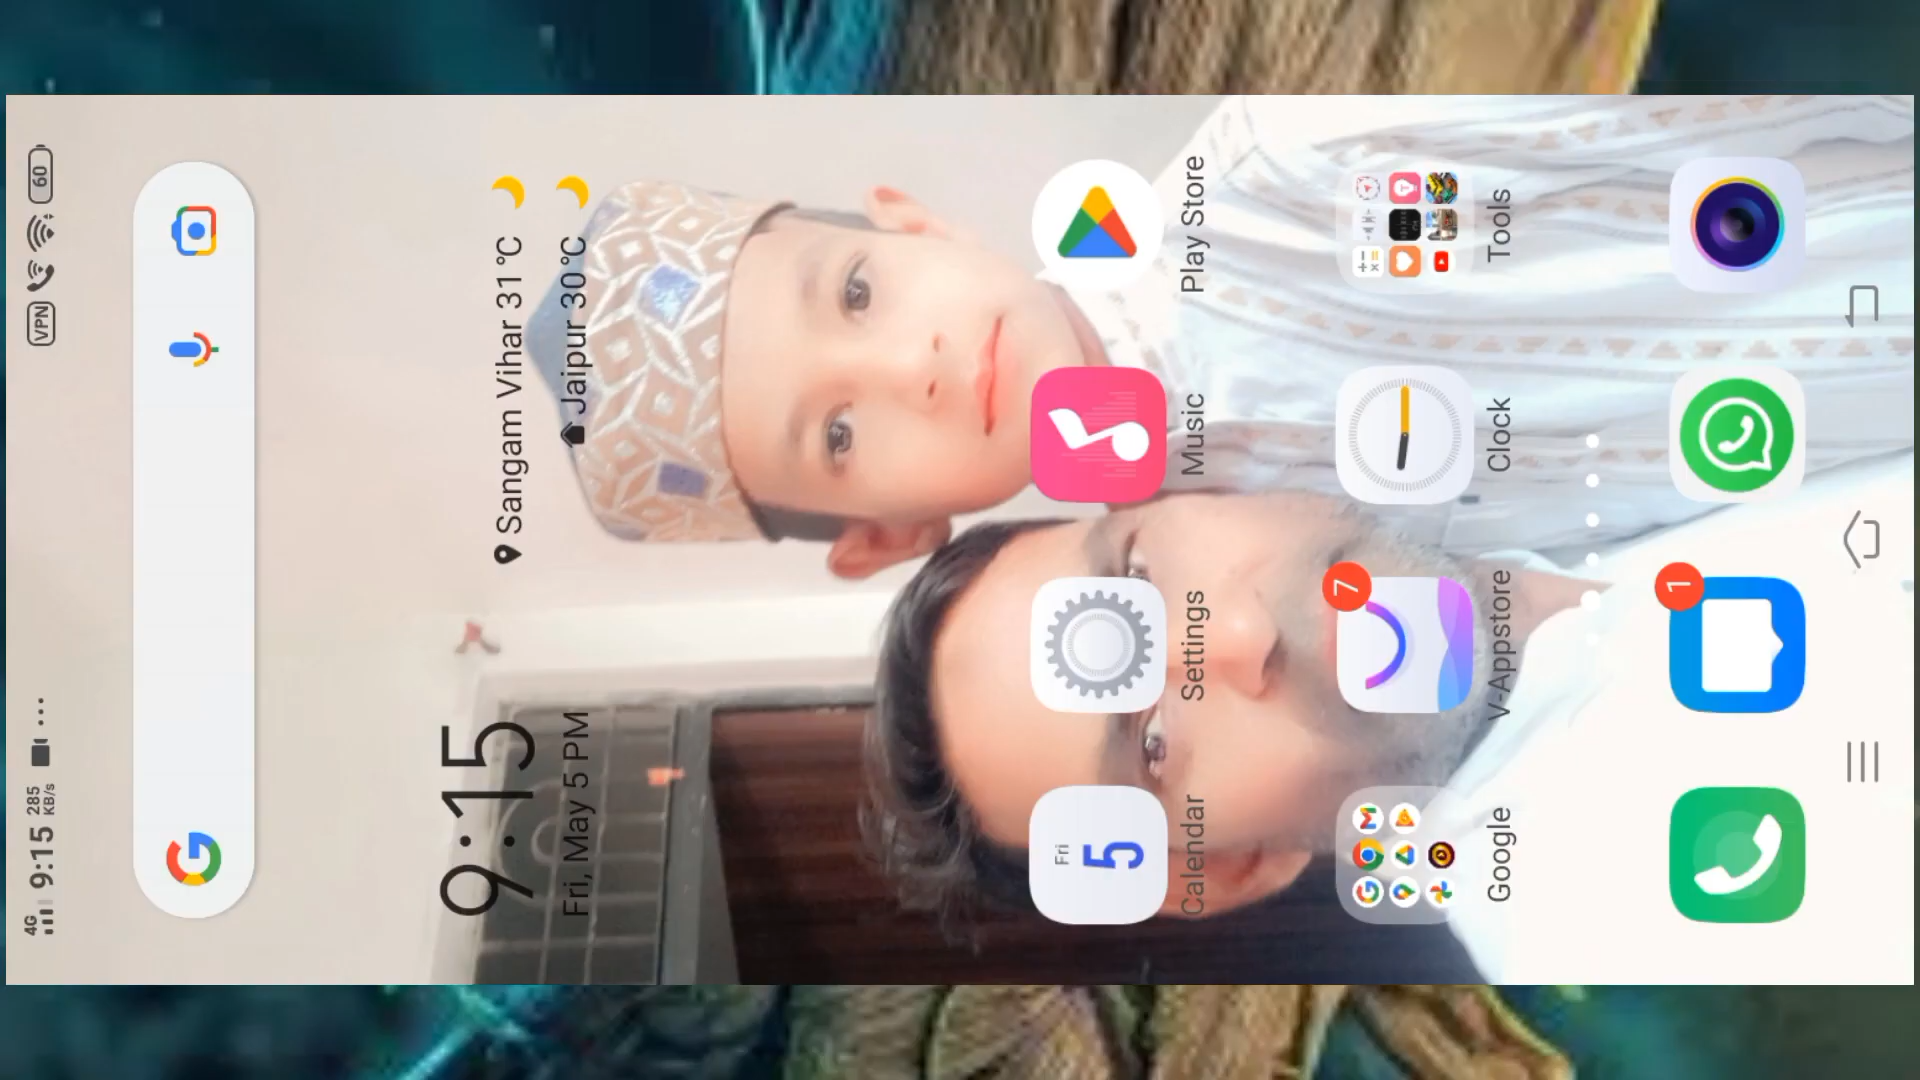 4G 9:15 285 KB/s ... VPN 60
9:15
Fri, May 5 PM
Sangam Vihar 31°C
Jaipur 30°C
Fri
5
Calendar
Settings
Music
Play Store
7
Google
V-Appstore
Clock
Tools
1